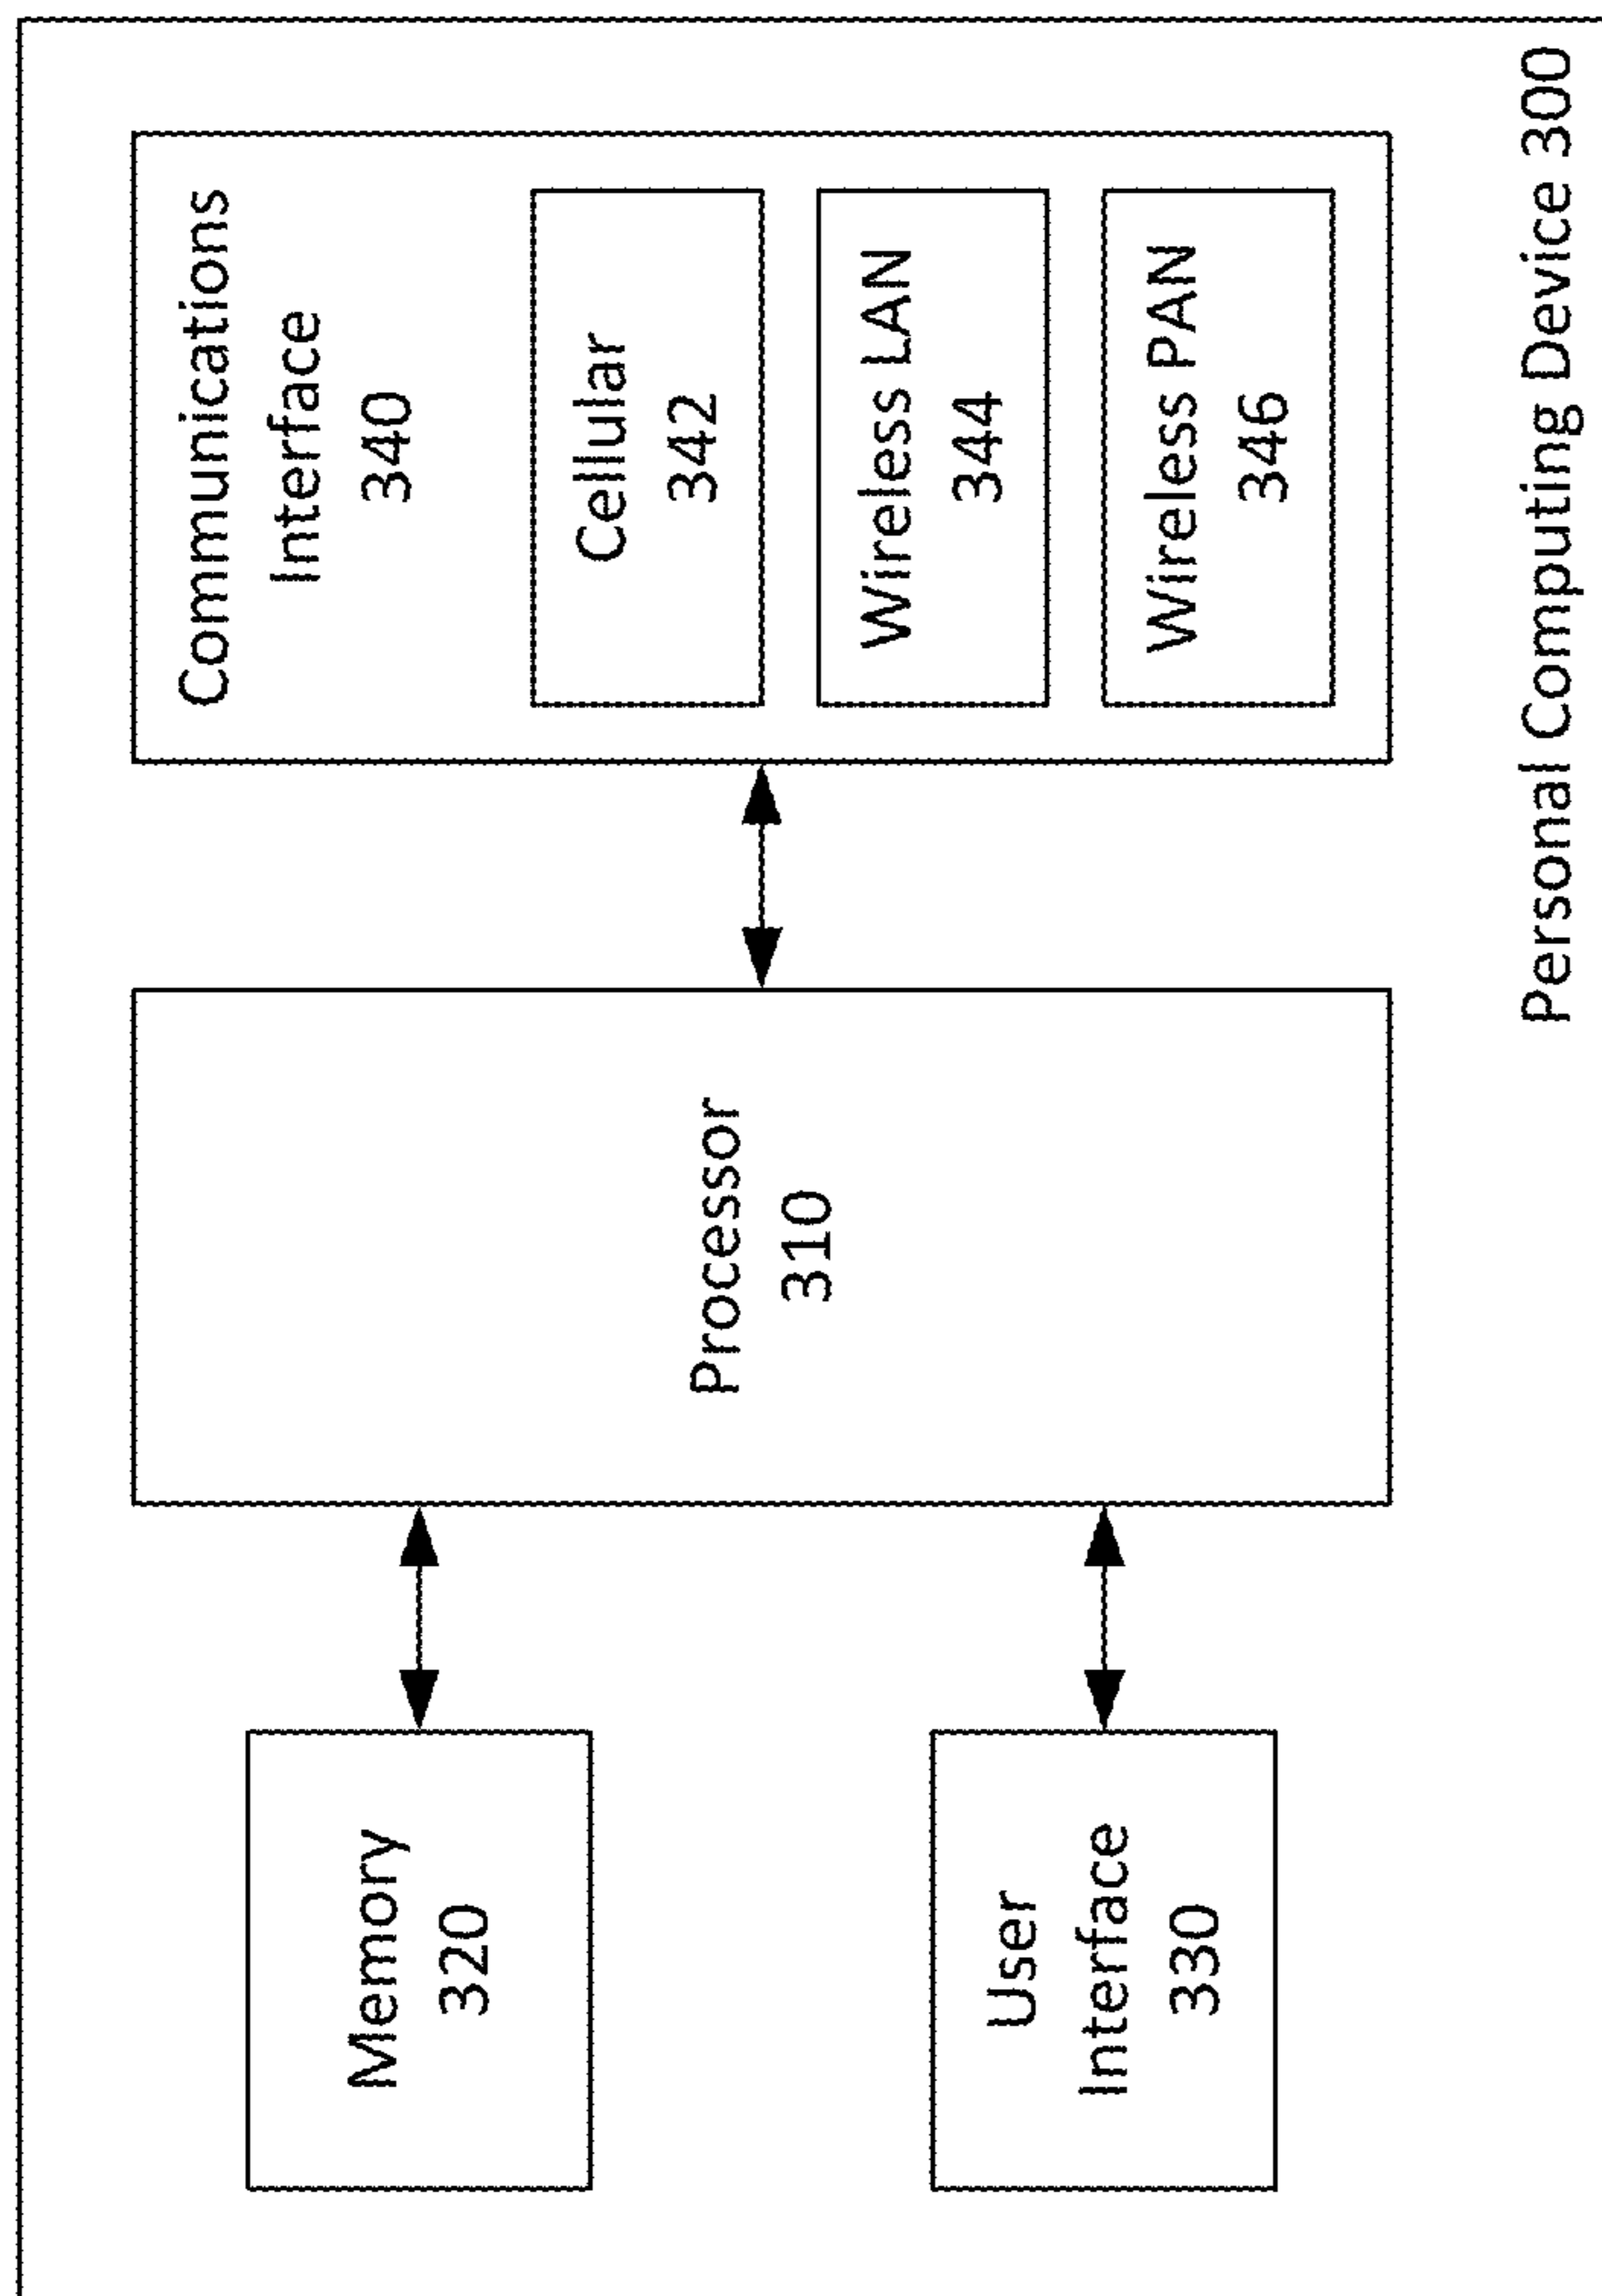 Memory
320
User
Interface
330
Processor
310
Communications
Interface
340
Cellular
342
Wireless LAN
344
Wireless PAN
346
Personal Computing Device 300